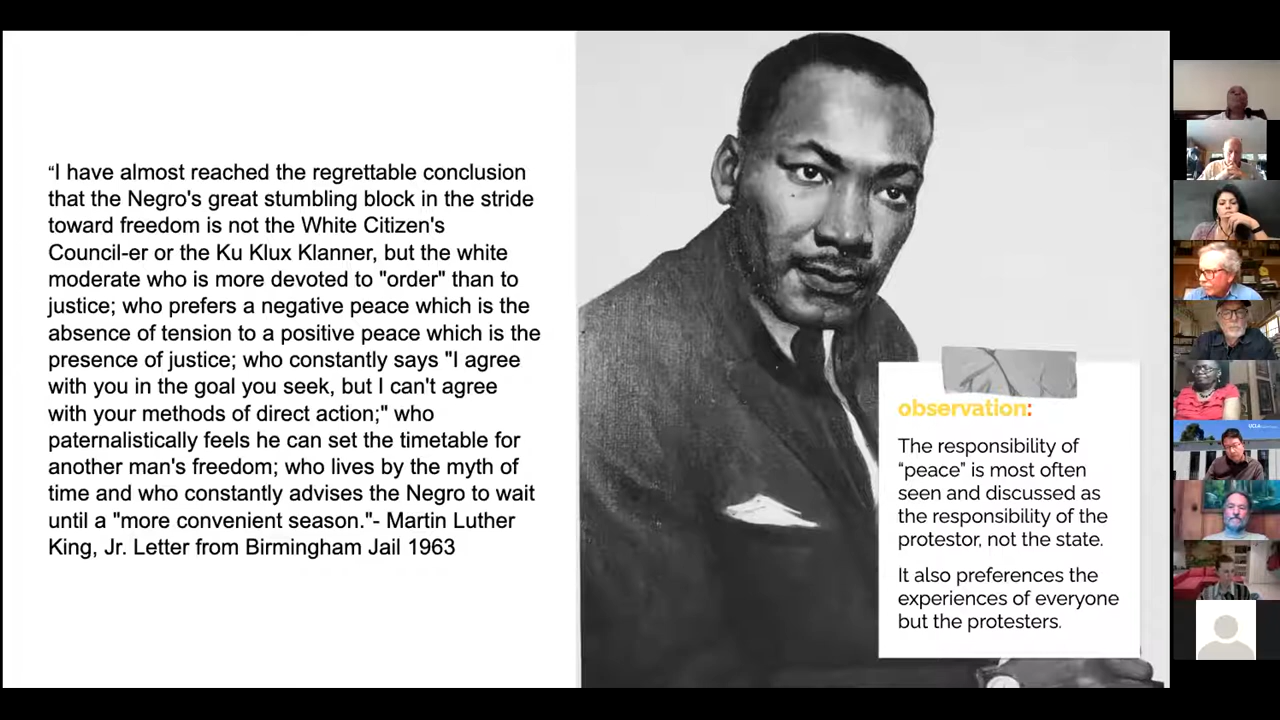 “I have almost reached the regrettable conclusion
that the Negro's great stumbling block in the stride
toward freedom is not the White Citizen's
Council-er or the Ku Klux Klanner, but the white
moderate who is more devoted to "order" than to
justice; who prefers a negative peace which is the
absence of tension to a positive peace which is the
presence of justice; who constantly says "I agree
with you in the goal you seek, but I can't agree
with your methods of direct action;" who
paternalistically feels he can set the timetable for
another man's freedom; who lives by the myth of
time and who constantly advises the Negro to wait
until a "more convenient season."- Martin Luther
King, Jr. Letter from Birmingham Jail 1963
observation:
The responsibility of
“peace” is most often
seen and discussed as
the responsibility of the
protestor, not the state.
It also preferences the
experiences of everyone
but the protesters.
UCLA